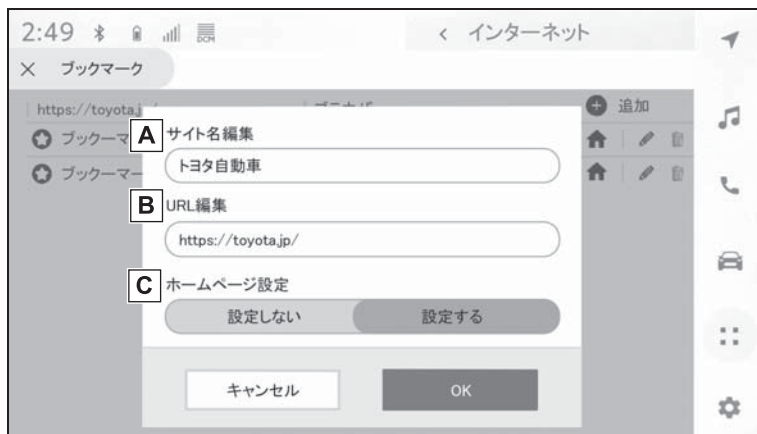 2:49 DCM < インターネット
× ブックマーク
https://toyota.j
追加
A サイト名編集
ブックーマ
トヨタ自動車
ブックーマー
B URL編集
https://toyota.jp/
C ホームページ設定
設定しない 設定する
キャンセル OK